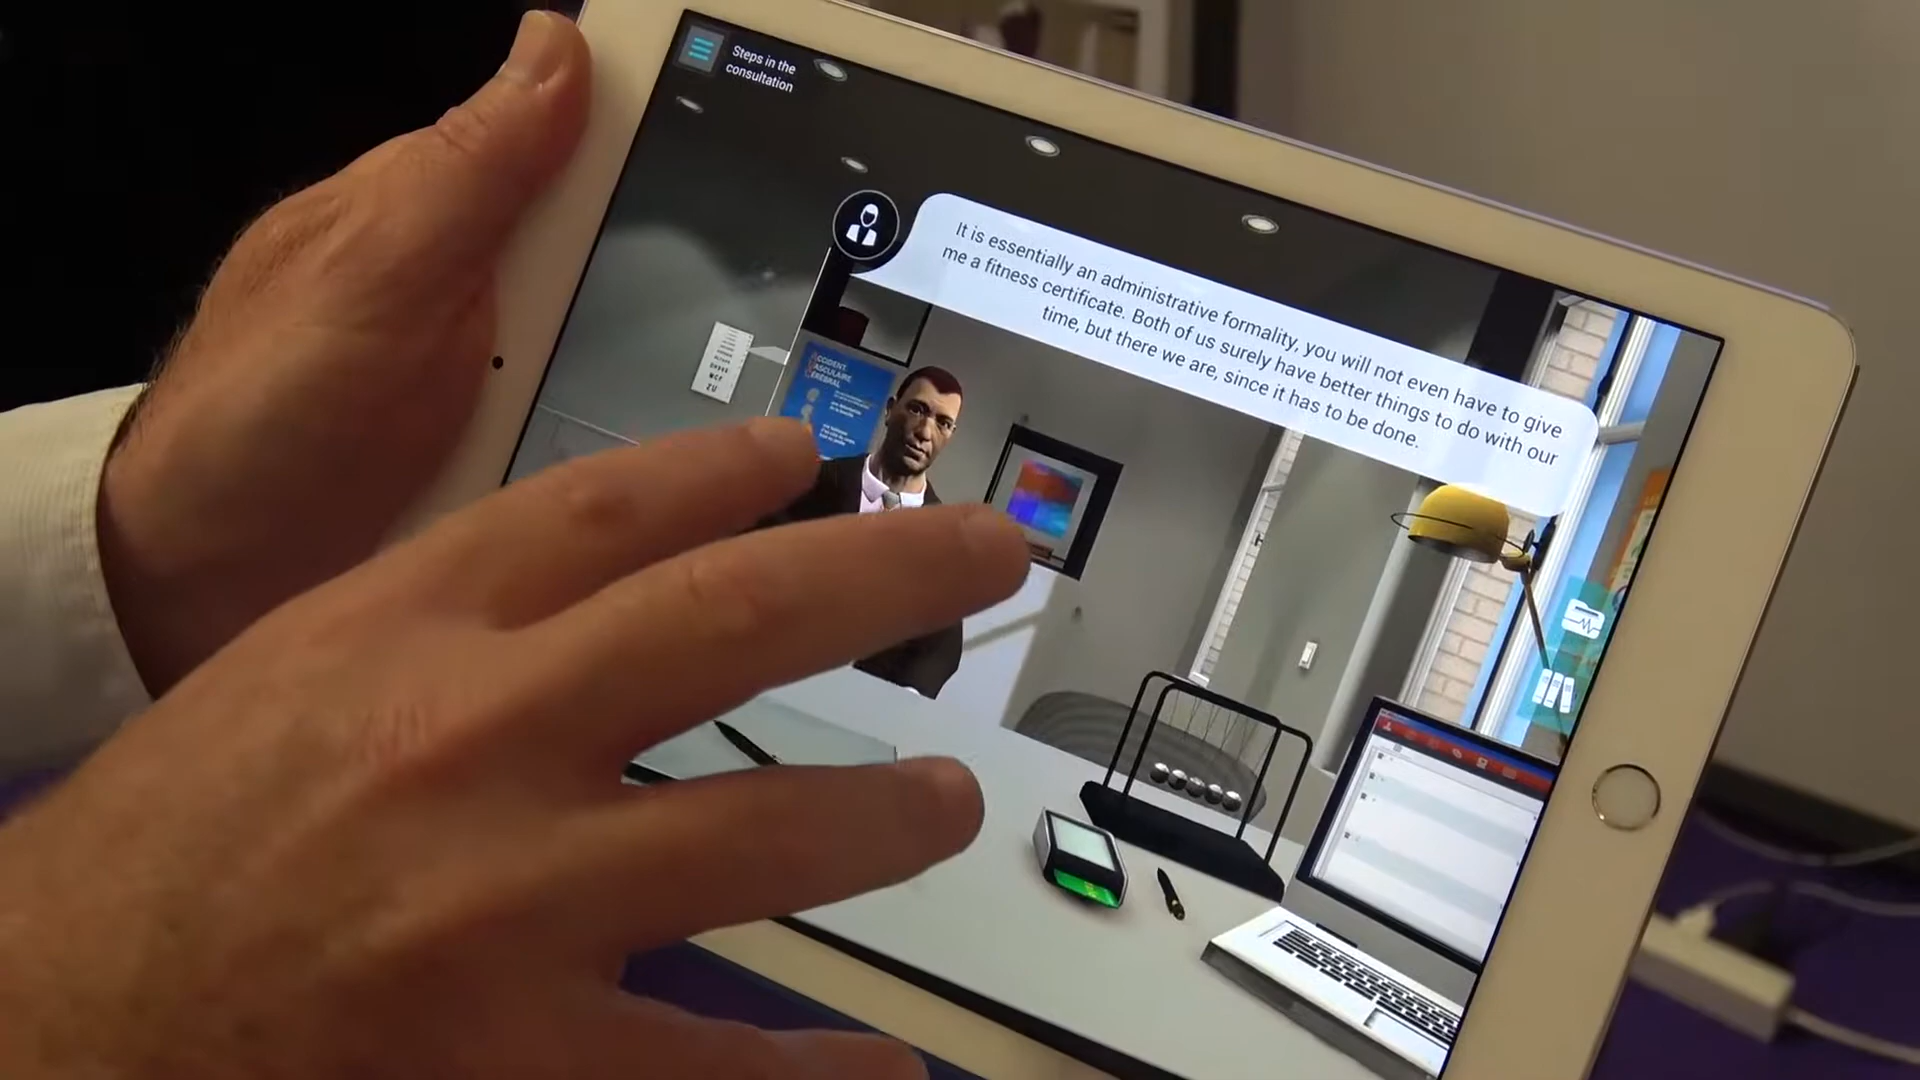 Steps in the
consultation
It is essentially an administrative formality, you will not even have to give
me a fitness certificate. Both of us surely have better things to do with our
time, but there we are, since it has to be done.
ACCIDENT
VASCULAIRE
CÉRÉBRAL
ZU